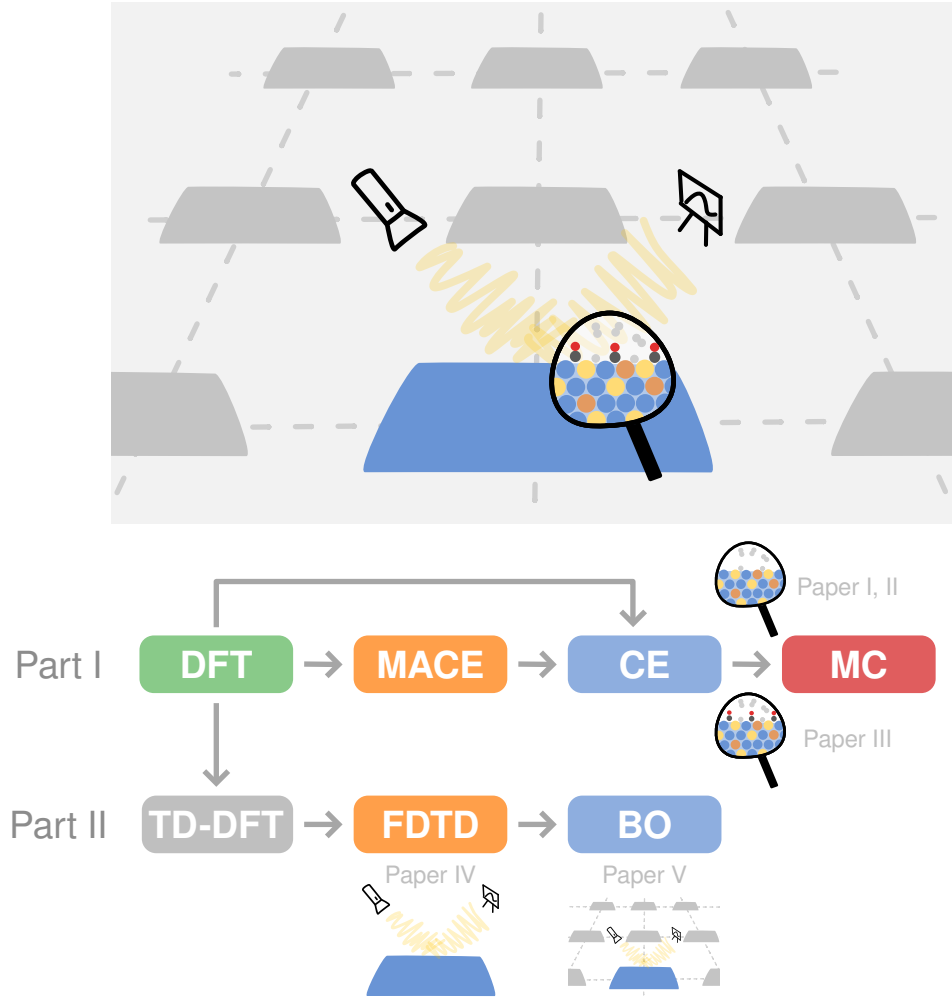 Paper I, II
Part I DFT MACE CE MC
Paper III
Part II TD-DFT FDTD BO
Paper IV Paper V